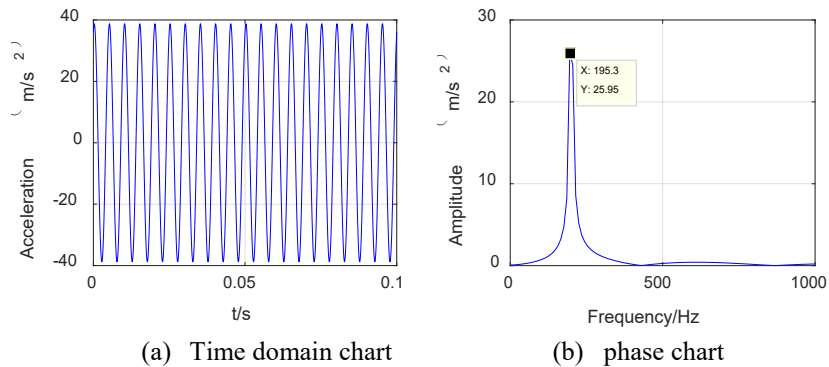 40
20
0
-20
-40
Acceleration （ m/s 2 ）
0
0.05
0.1
t/s
(a) Time domain chart
30
20
10
0
Amplitude （ m/s 2 ）
X: 195.3
Y: 25.95
0
500
1000
Frequency/Hz
(b) phase chart